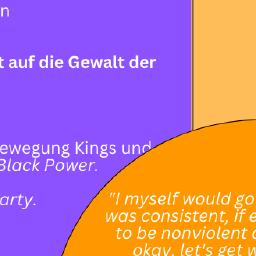 n
t auf die Gewalt der
ewegung Kings und
Black Power.
arty.
"I myself would go
was consistent, if e
to be nonviolent
okay, let's get w